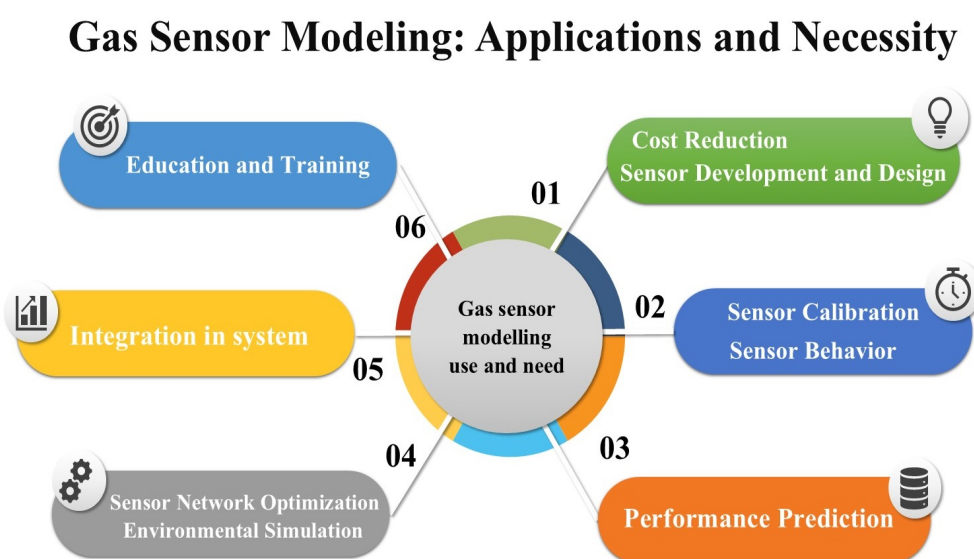 Gas Sensor Modeling: Applications and Necessity
01
Cost Reduction
Sensor Development and Design
02
Sensor Calibration
Sensor Behavior
03
Performance Prediction
04
Sensor Network Optimization
Environmental Simulation
05
Integration in system
06
Education and Training
Gas sensor
modelling
use and need